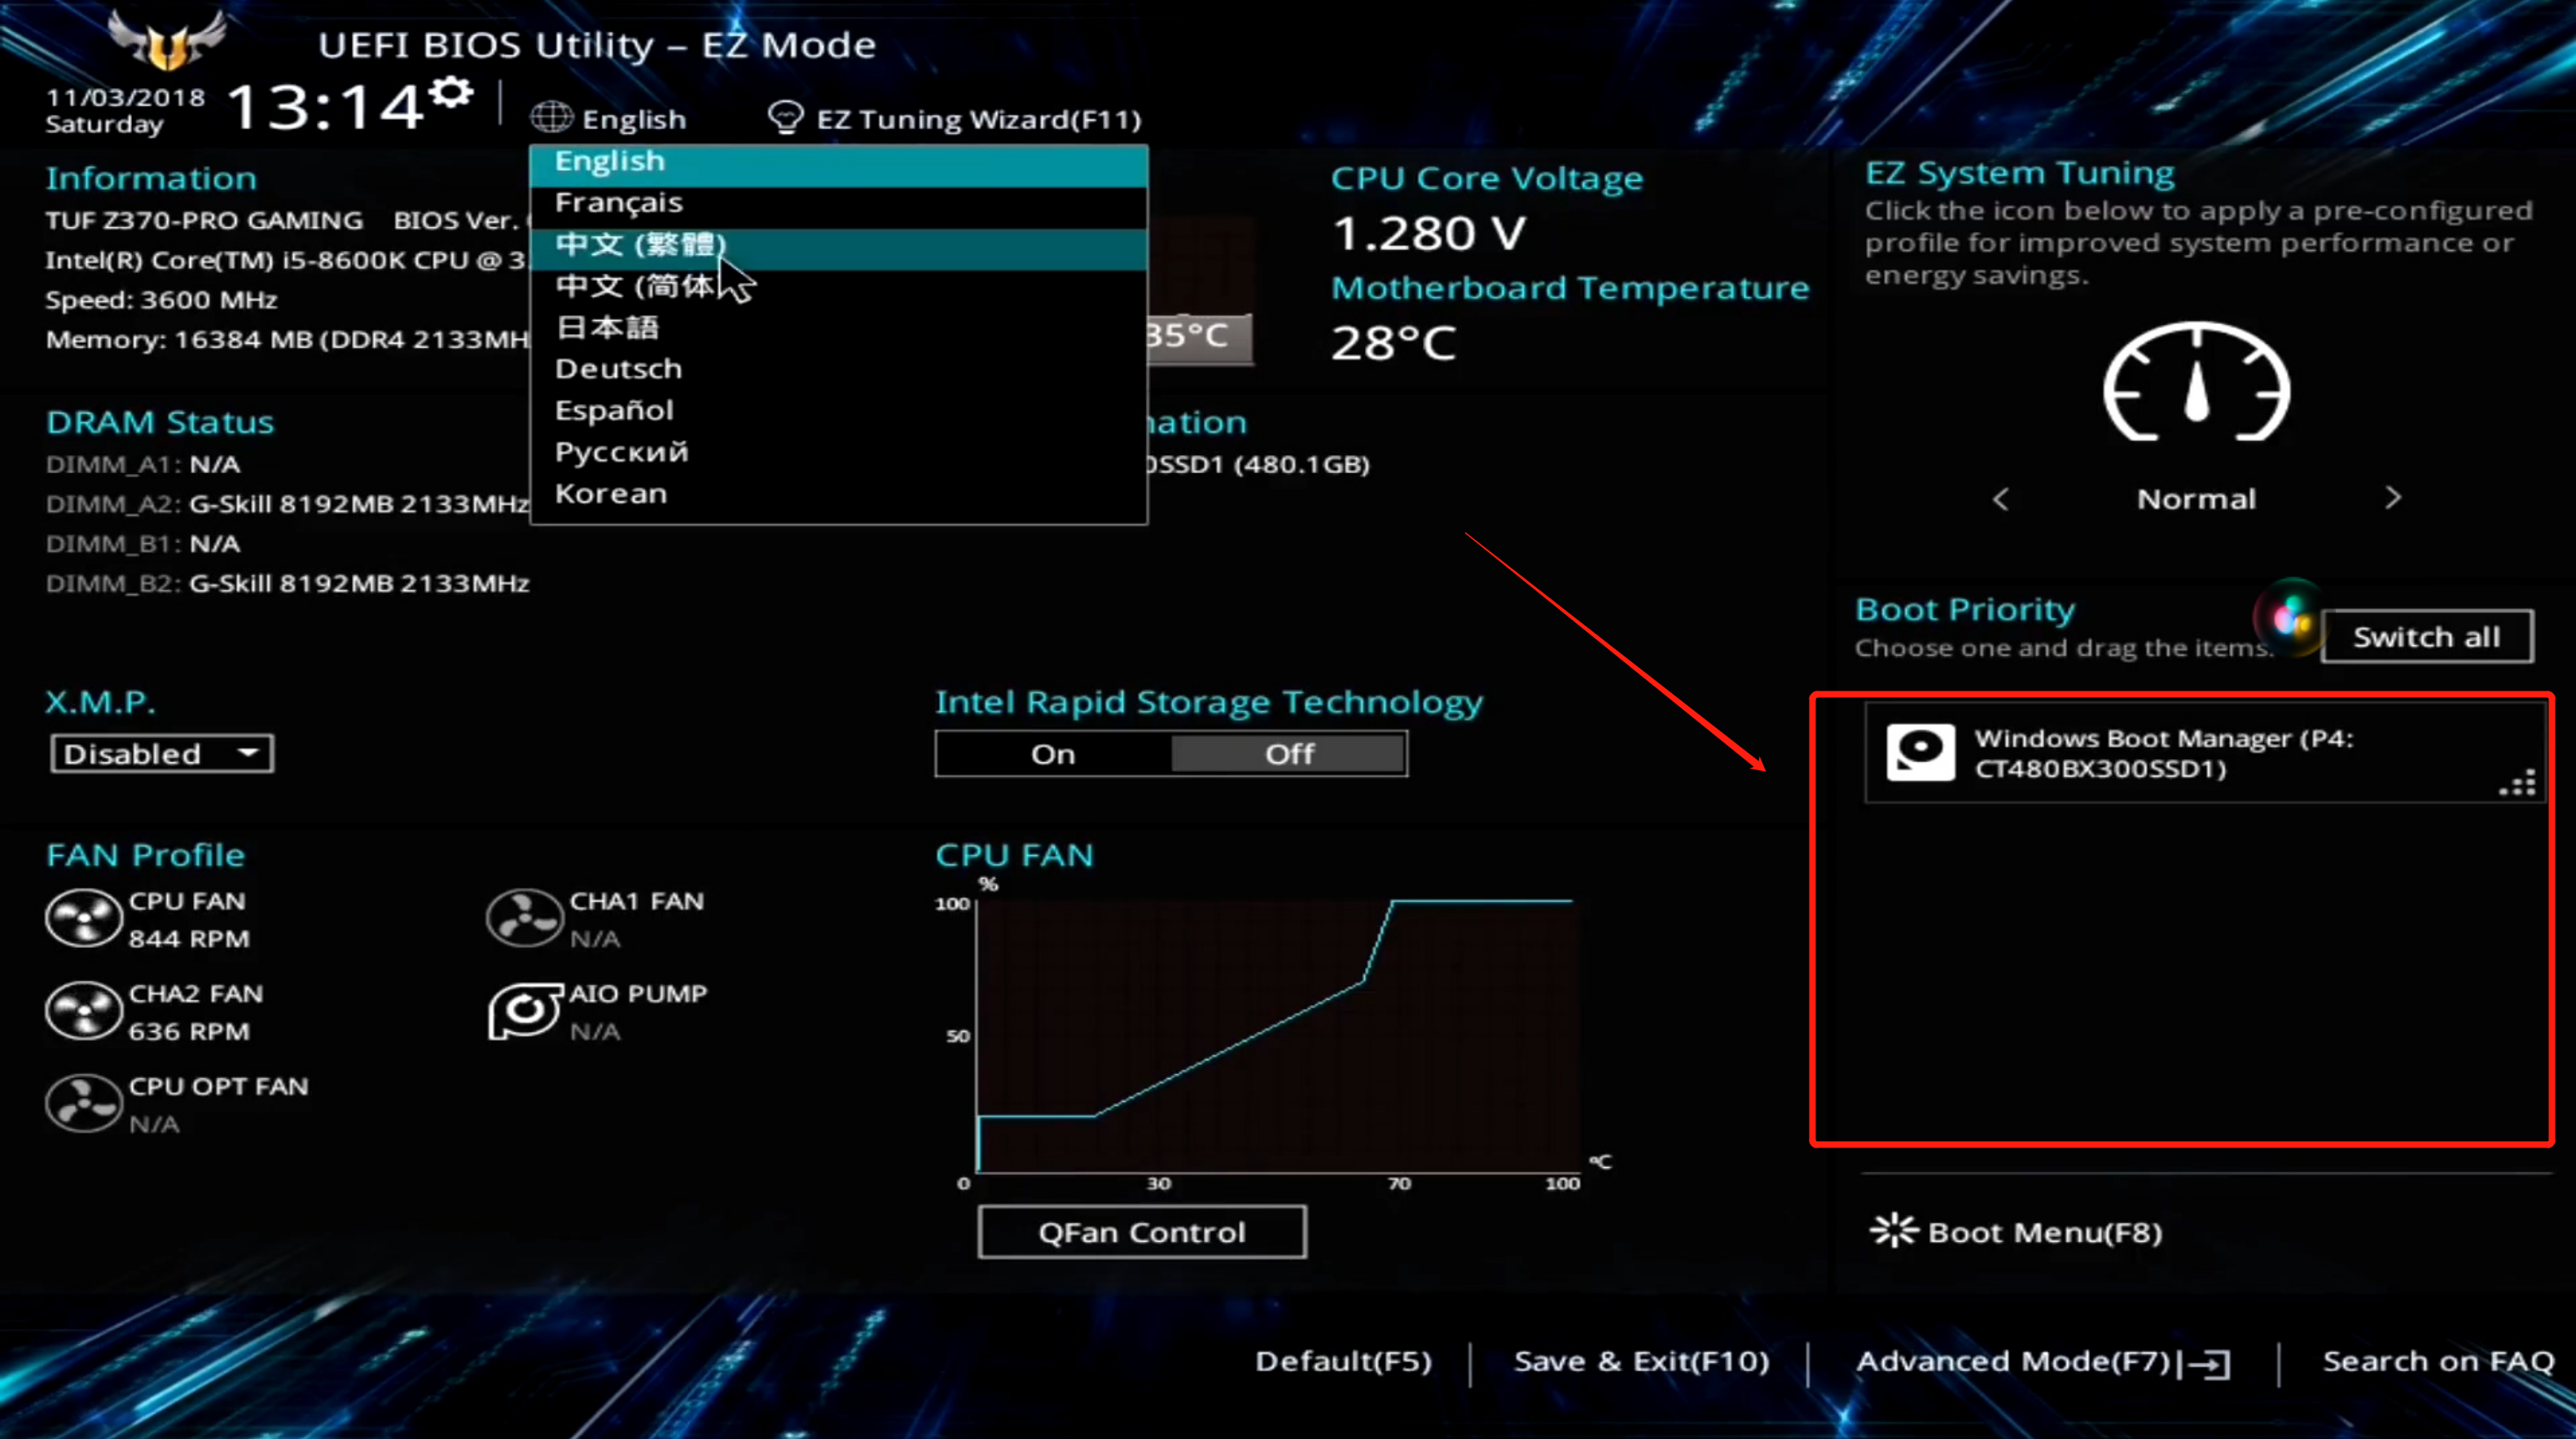 UEFI BIOS Utility – EZ Mode
11/03/2018
Saturday
13:14
English
EZ Tuning Wizard(F11)
English
Français
中文 (繁體)
中文 (简体
日本語
Deutsch
Español
Русский
Korean
Information
TUF Z370-PRO GAMING BIOS Ver.
Intel(R) Core(TM) i5-8600K CPU @ 3.
Speed: 3600 MHz
Memory: 16384 MB (DDR4 2133MH
35°C
CPU Core Voltage
1.280 V
Motherboard Temperature
28°C
EZ System Tuning
Click the icon below to apply a pre-configured
profile for improved system performance or
energy savings.
< Normal >
DRAM Status
DIMM_A1: N/A
DIMM_A2: G-Skill 8192MB 2133MHz
DIMM_B1: N/A
DIMM_B2: G-Skill 8192MB 2133MHz
ation
SSD1 (480.1GB)
Boot Priority
Choose one and drag the items.
Switch all
Windows Boot Manager (P4:
CT480BX300SSD1)
X.M.P.
Disabled
Intel Rapid Storage Technology
On Off
FAN Profile
CPU FAN
844 RPM
CHA1 FAN
N/A
CHA2 FAN
636 RPM
AIO PUMP
N/A
CPU OPT FAN
N/A
CPU FAN
%
100
50
0 30 70 100
°C
QFan Control
Boot Menu(F8)
Default(F5) | Save & Exit(F10) | Advanced Mode(F7) | Search on FAQ